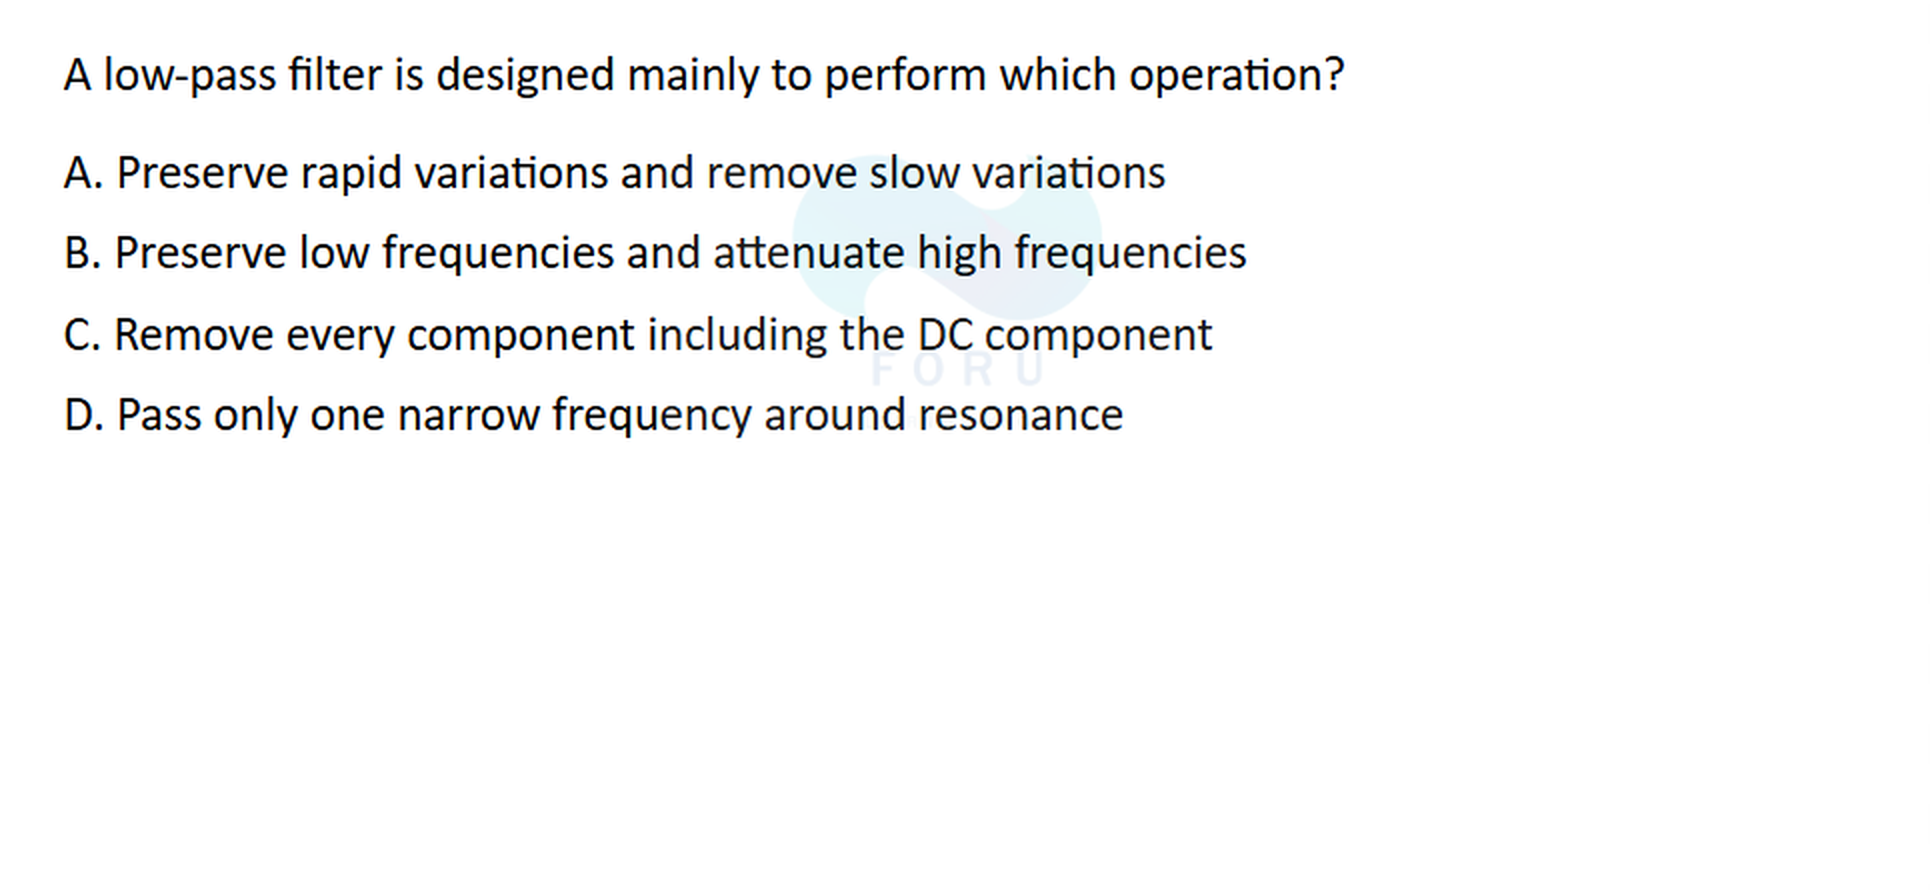 A low-pass filter is designed mainly to perform which operation?
A. Preserve rapid variations and remove slow variations
B. Preserve low frequencies and attenuate high frequencies
C. Remove every component including the DC component
FORU
D. Pass only one narrow frequency around resonance